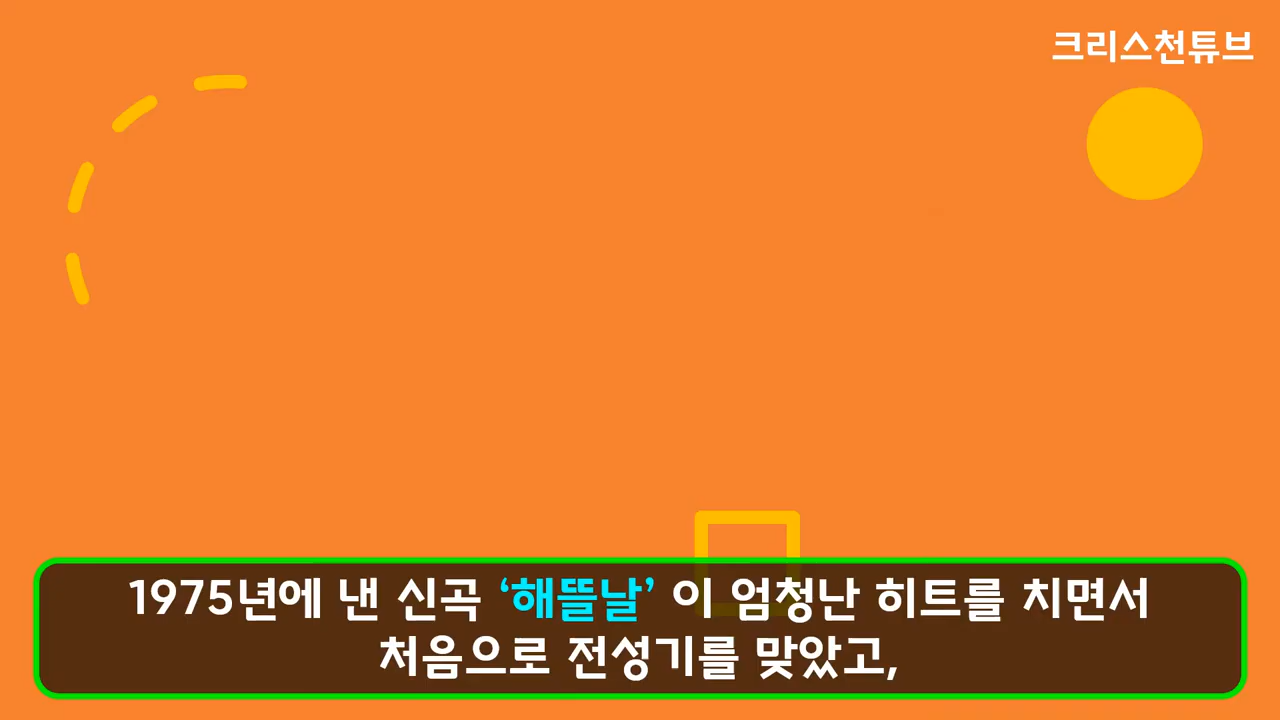 크리스천튜브
1975년에 낸 신곡 ‘해뜰날’ 이 엄청난 히트를 치면서
처음으로 전성기를 맞았고,